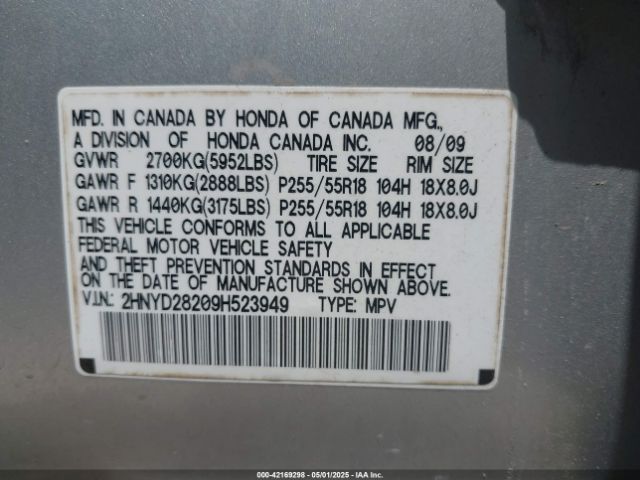 MFD. IN CANADA BY HONDA OF CANADA MFG.,
A DIVISION OF HONDA CANADA INC. 08/09
GVWR 2700KG(5952LBS) TIRE SIZE RIM SIZE
GAWR F 1310KG(2888LBS) P255/55R18 104H 18X8.0J
GAWR R 1440KG(3175LBS) P255/55R18 104H 18X8.0J
THIS VEHICLE CONFORMS TO ALL APPLICABLE
FEDERAL MOTOR VEHICLE SAFETY
AND THEFT PREVENTION STANDARDS IN EFFECT
ON THE DATE OF MANUFACTURE SHOWN ABOVE.
V.I.N.: 2HNYD28209H523949 TYPE: MPV
000-42169298 - 05/01/2025 - IAA Inc.